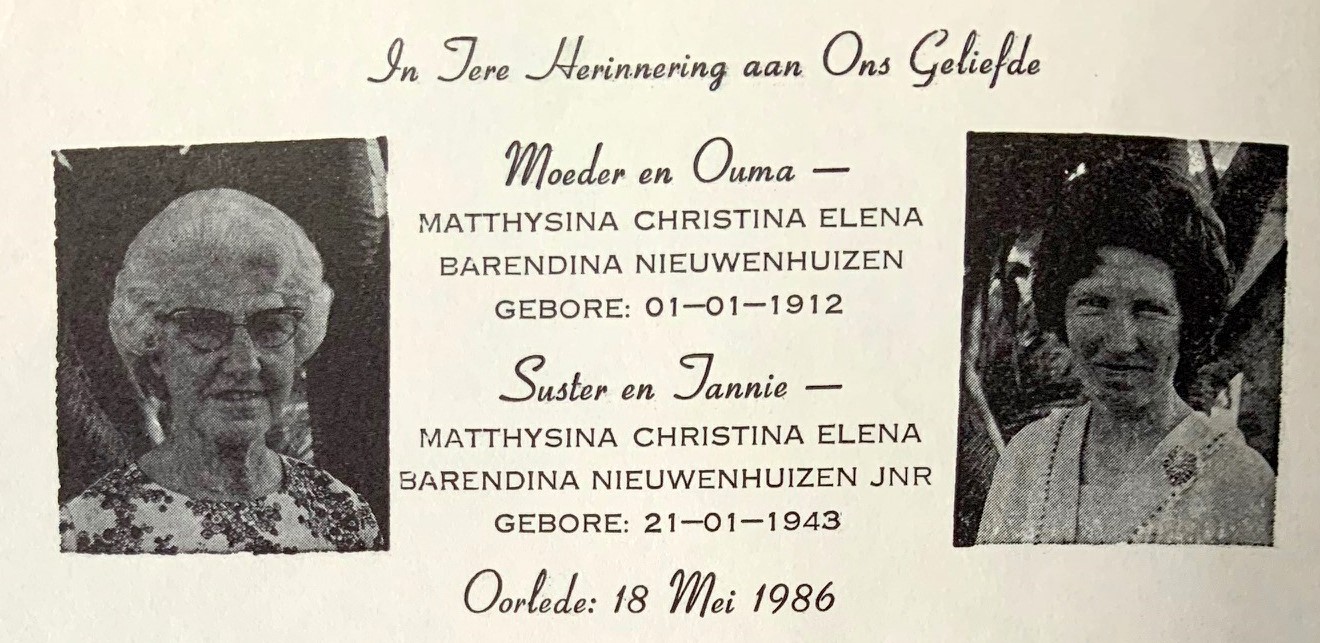 In Tere Herinnering aan Ons Geliefde
Moeder en Ouma —
MATTHYSINA CHRISTINA ELENA
BARENDINA NIEUWENHUIZEN
GEBORE: 01—01—1912
Suster en Tannie —
MATTHYSINA CHRISTINA ELENA
BARENDINA NIEUWENHUIZEN JNR
GEBORE: 21—01—1943
Oorlede: 18 Mei 1986